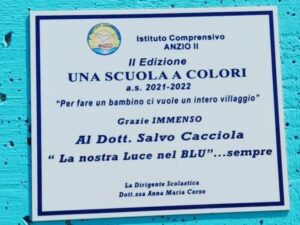 Istituto Comprensivo
ANZIO II
II Edizione
UNA SCUOLA A COLORI
a.s. 2021-2022
"Per fare un bambino ci vuole un intero villaggio"
Grazie IMMENSO
Al Dott. Salvo Cacciola
" La nostra Luce nel BLU"...sempre
La Dirigente Scolastica
Dott.ssa Anna Maria Corso